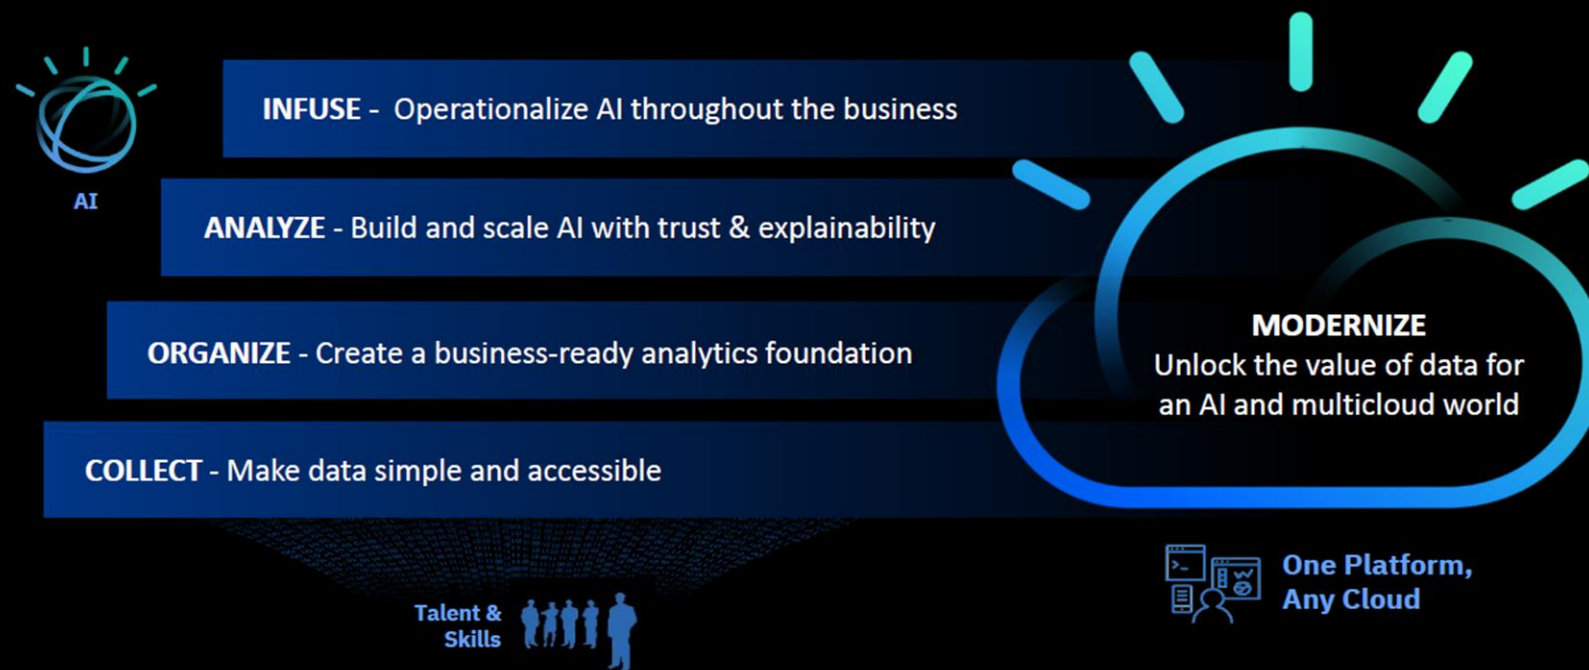 INFUSE - Operationalize AI throughout the business
AI
ANALYZE - Build and scale AI with trust & explainability
ORGANIZE - Create a business-ready analytics foundation
COLLECT - Make data simple and accessible
MODERNIZE
Unlock the value of data for
an AI and multicloud world
One Platform,
Any Cloud
Talent &
Skills